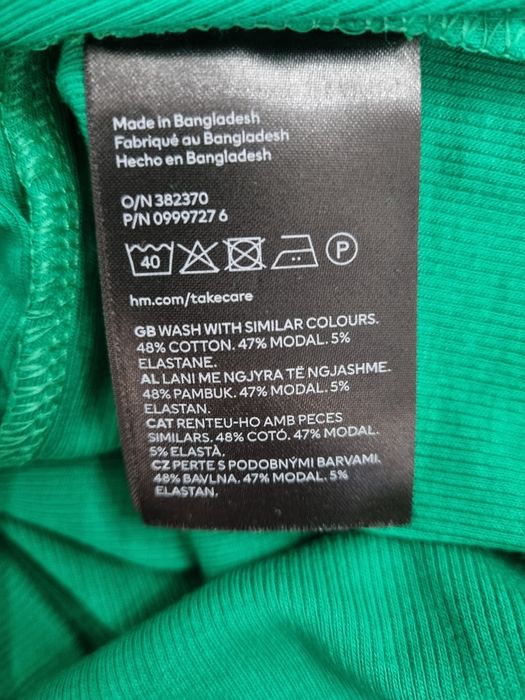 Made in Bangladesh
Fabriqué au Bangladesh
Hecho en Bangladesh
O/N 382370
P/N 0999727 6
40 P
hm.com/takecare
GB WASH WITH SIMILAR COLOURS.
48% COTTON. 47% MODAL. 5%
ELASTANE.
AL LANI ME NGJYRA TË NGJASHME.
48% PAMBUK. 47% MODAL. 5%
ELASTAN.
CAT RENTEU-HO AMB PECES
SIMILARS. 48% COTÓ. 47% MODAL.
5% ELASTÀ.
CZ PERTE S PODOBNÝMI BARVAMI.
48% BAVLNA. 47% MODAL. 5%
ELASTAN.